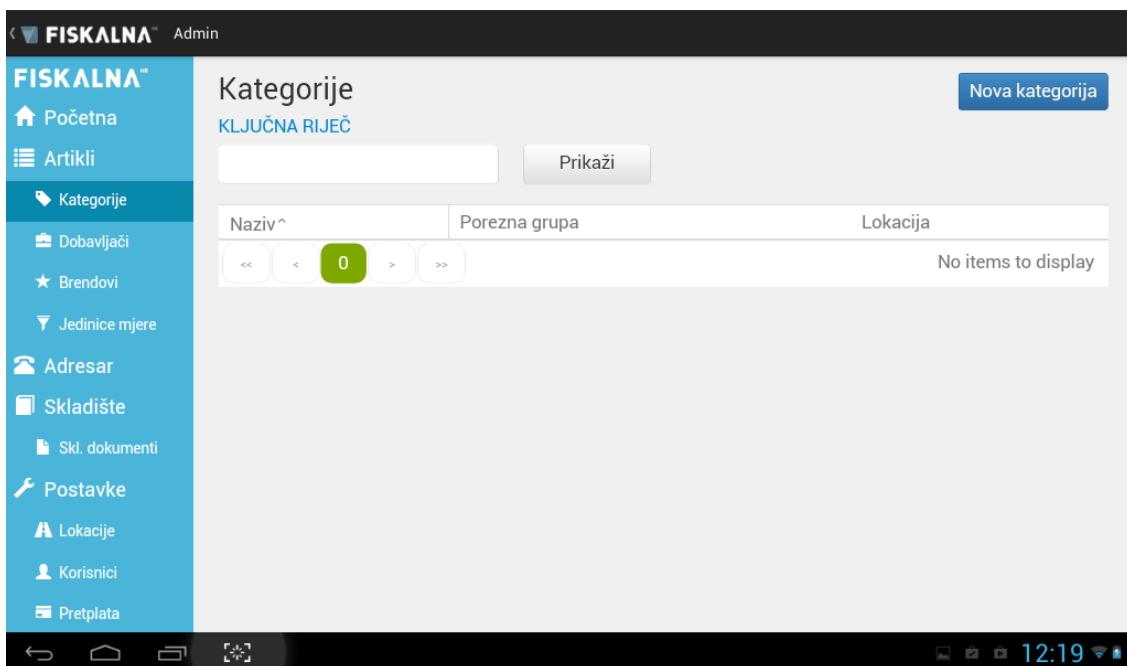 FISKALNA Admin
FISKALNA
Početna
Artikli
Kategorije
Dobavljači
Brendovi
Jedinice mjere
Adresar
Skladište
Skl. dokumenti
Postavke
Lokacije
Korisnici
Pretplata
Kategorije
Nova kategorija
KLJUČNA RIJEČ
Prikaži
Naziv^ Porezna grupa Lokacija
<< < 0 > >> No items to display
12:19